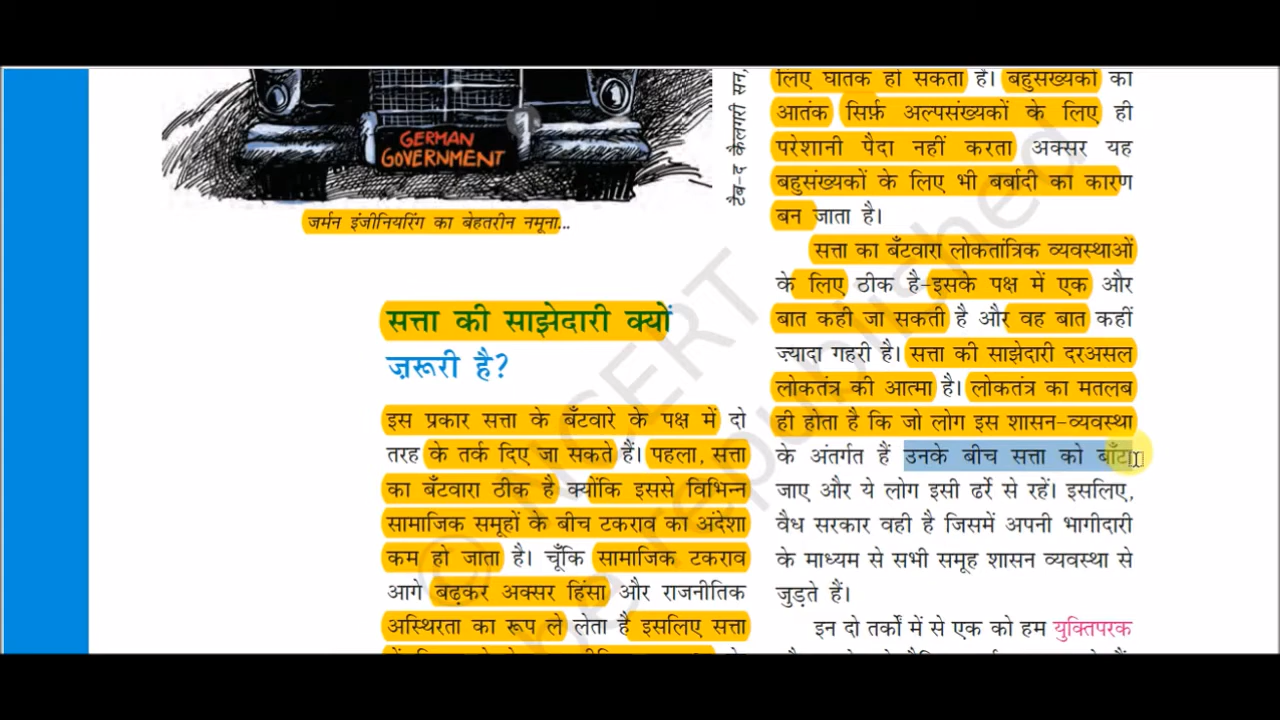 GERMAN
GOVERNMENT
टैब-द कैलगरी सन,
जर्मन इंजीनियरिंग का बेहतरीन नमूना...
सत्ता की साझेदारी क्यों
ज़रूरी है?
इस प्रकार सत्ता के बँटवारे के पक्ष में दो
तरह के तर्क दिए जा सकते हैं। पहला, सत्ता
का बँटवारा ठीक है क्योंकि इससे विभिन्न
सामाजिक समूहों के बीच टकराव का अंदेशा
कम हो जाता है। चूँकि सामाजिक टकराव
आगे बढ़कर अक्सर हिंसा और राजनीतिक
अस्थिरता का रूप ले लेता है इसलिए सत्ता
लिए घातक हो सकता है। बहुसंख्यकों का
आतंक सिर्फ़ अल्पसंख्यकों के लिए ही
परेशानी पैदा नहीं करता अक्सर यह
बहुसंख्यकों के लिए भी बर्बादी का कारण
बन जाता है।
सत्ता का बँटवारा लोकतांत्रिक व्यवस्थाओं
के लिए ठीक है-इसके पक्ष में एक और
बात कही जा सकती है और वह बात कहीं
ज़्यादा गहरी है। सत्ता की साझेदारी दरअसल
लोकतंत्र की आत्मा है। लोकतंत्र का मतलब
ही होता है कि जो लोग इस शासन-व्यवस्था
के अंतर्गत हैं उनके बीच सत्ता को बाँटा
जाए और ये लोग इसी ढर्रे से रहें। इसलिए,
वैध सरकार वही है जिसमें अपनी भागीदारी
के माध्यम से सभी समूह शासन व्यवस्था से
जुड़ते हैं।
इन दो तर्कों में से एक को हम युक्तिपरक
© NCERT
be republished